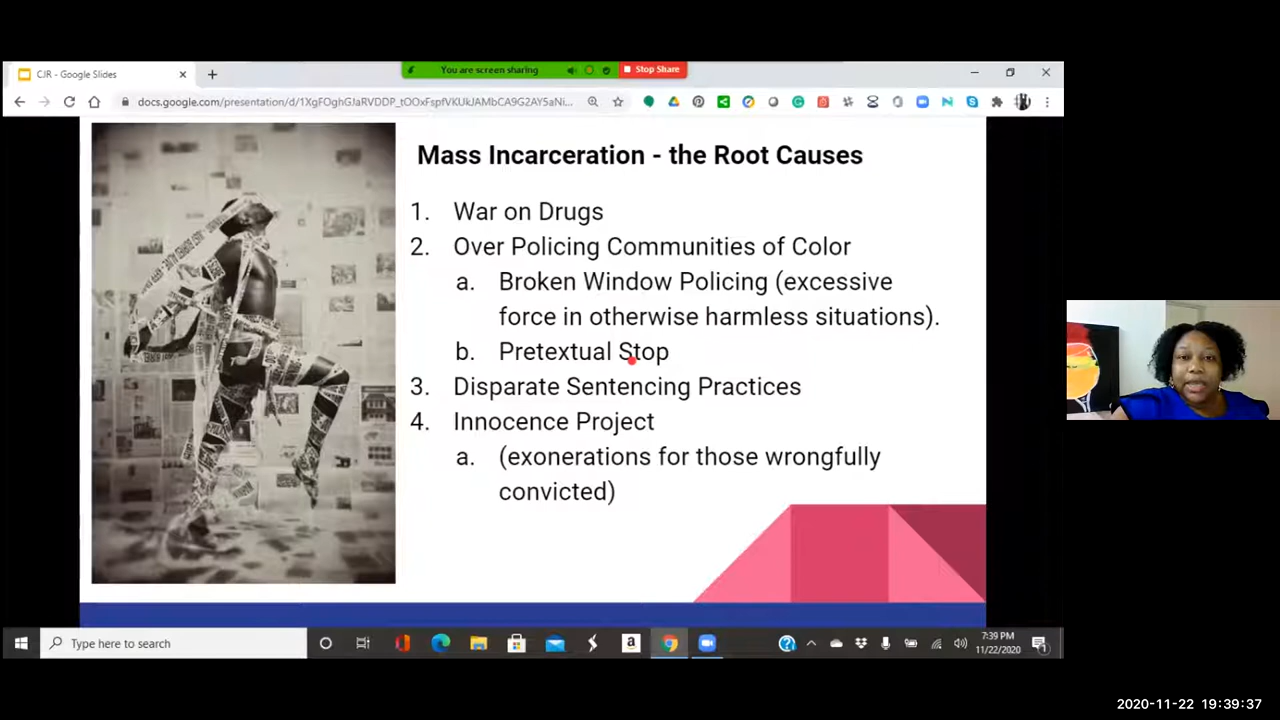 CJR - Google Slides
You are screen sharing
Stop Share
Mass Incarceration - the Root Causes
1. War on Drugs
2. Over Policing Communities of Color
a. Broken Window Policing (excessive
force in otherwise harmless situations).
b. Pretextual Stop
3. Disparate Sentencing Practices
4. Innocence Project
a. (exonerations for those wrongfully
convicted)
Type here to search
7:39 PM
11/22/2020
2020-11-22 19:39:37